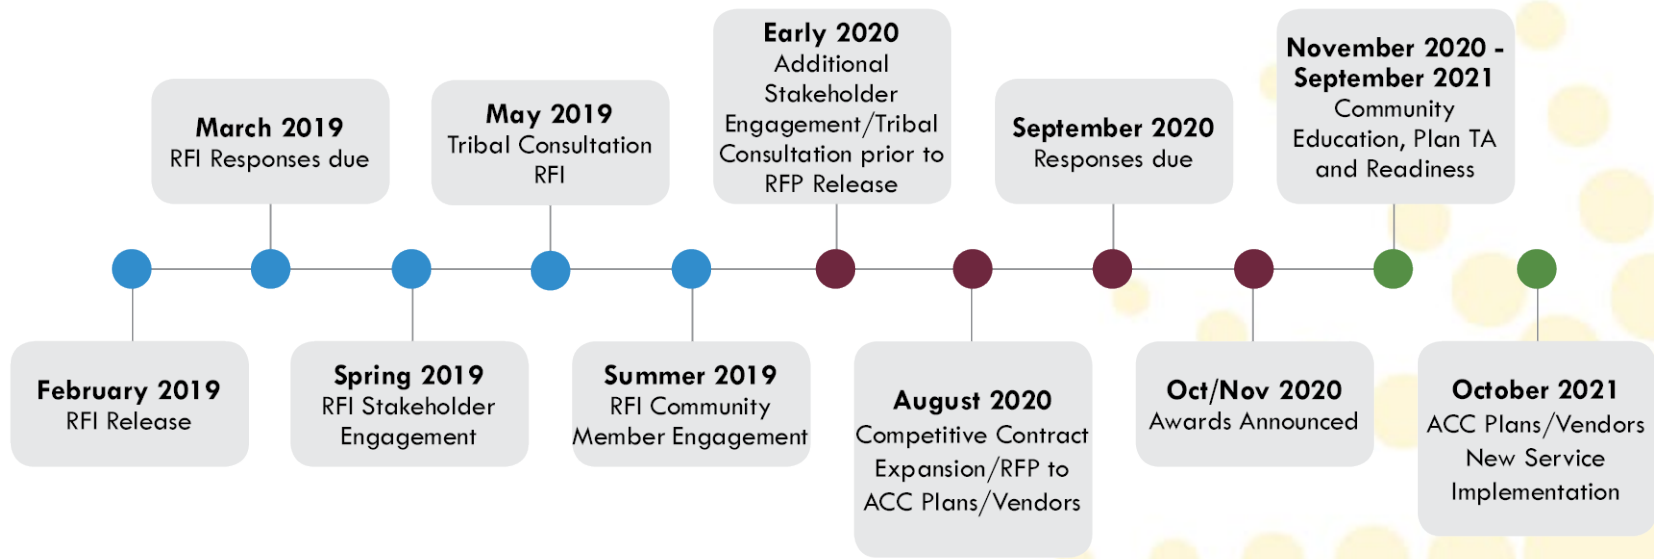 February 2019
RFI Release
March 2019
RFI Responses due
Spring 2019
RFI Stakeholder
Engagement
May 2019
Tribal Consultation
RFI
Summer 2019
RFI Community
Member Engagement
Early 2020
Additional
Stakeholder
Engagement/Tribal
Consultation prior to
RFP Release
August 2020
Competitive Contract
Expansion/RFP to
ACC Plans/Vendors
September 2020
Responses due
Oct/Nov 2020
Awards Announced
November 2020 -
September 2021
Community
Education, Plan TA
and Readiness
October 2021
ACC Plans/Vendors
New Service
Implementation